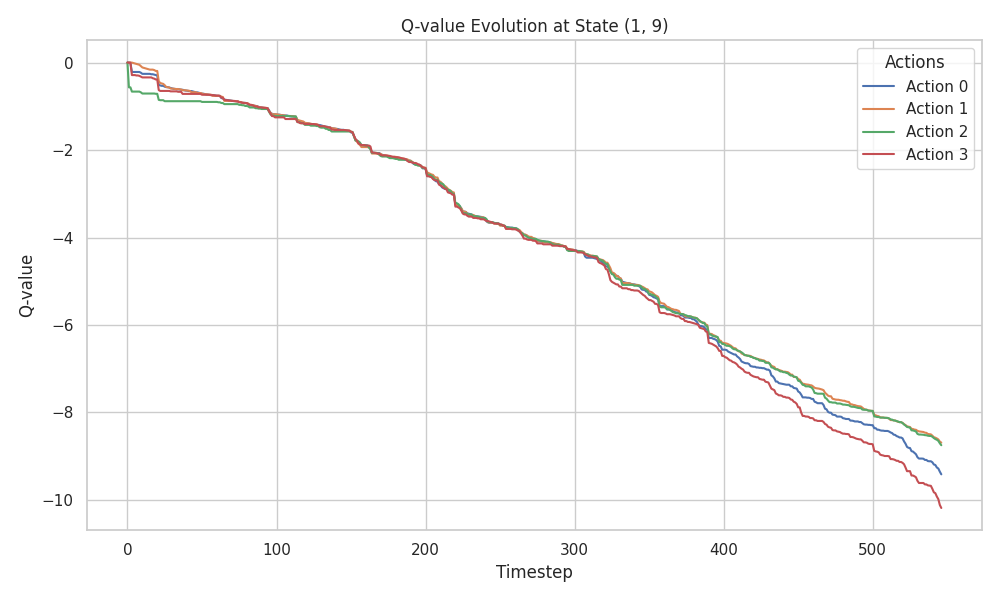 Q-value Evolution at State (1, 9)
Actions
Action 0
Action 1
Action 2
Action 3
Q-value
0
−2
−4
−6
−8
−10
0 100 200 300 400 500
Timestep